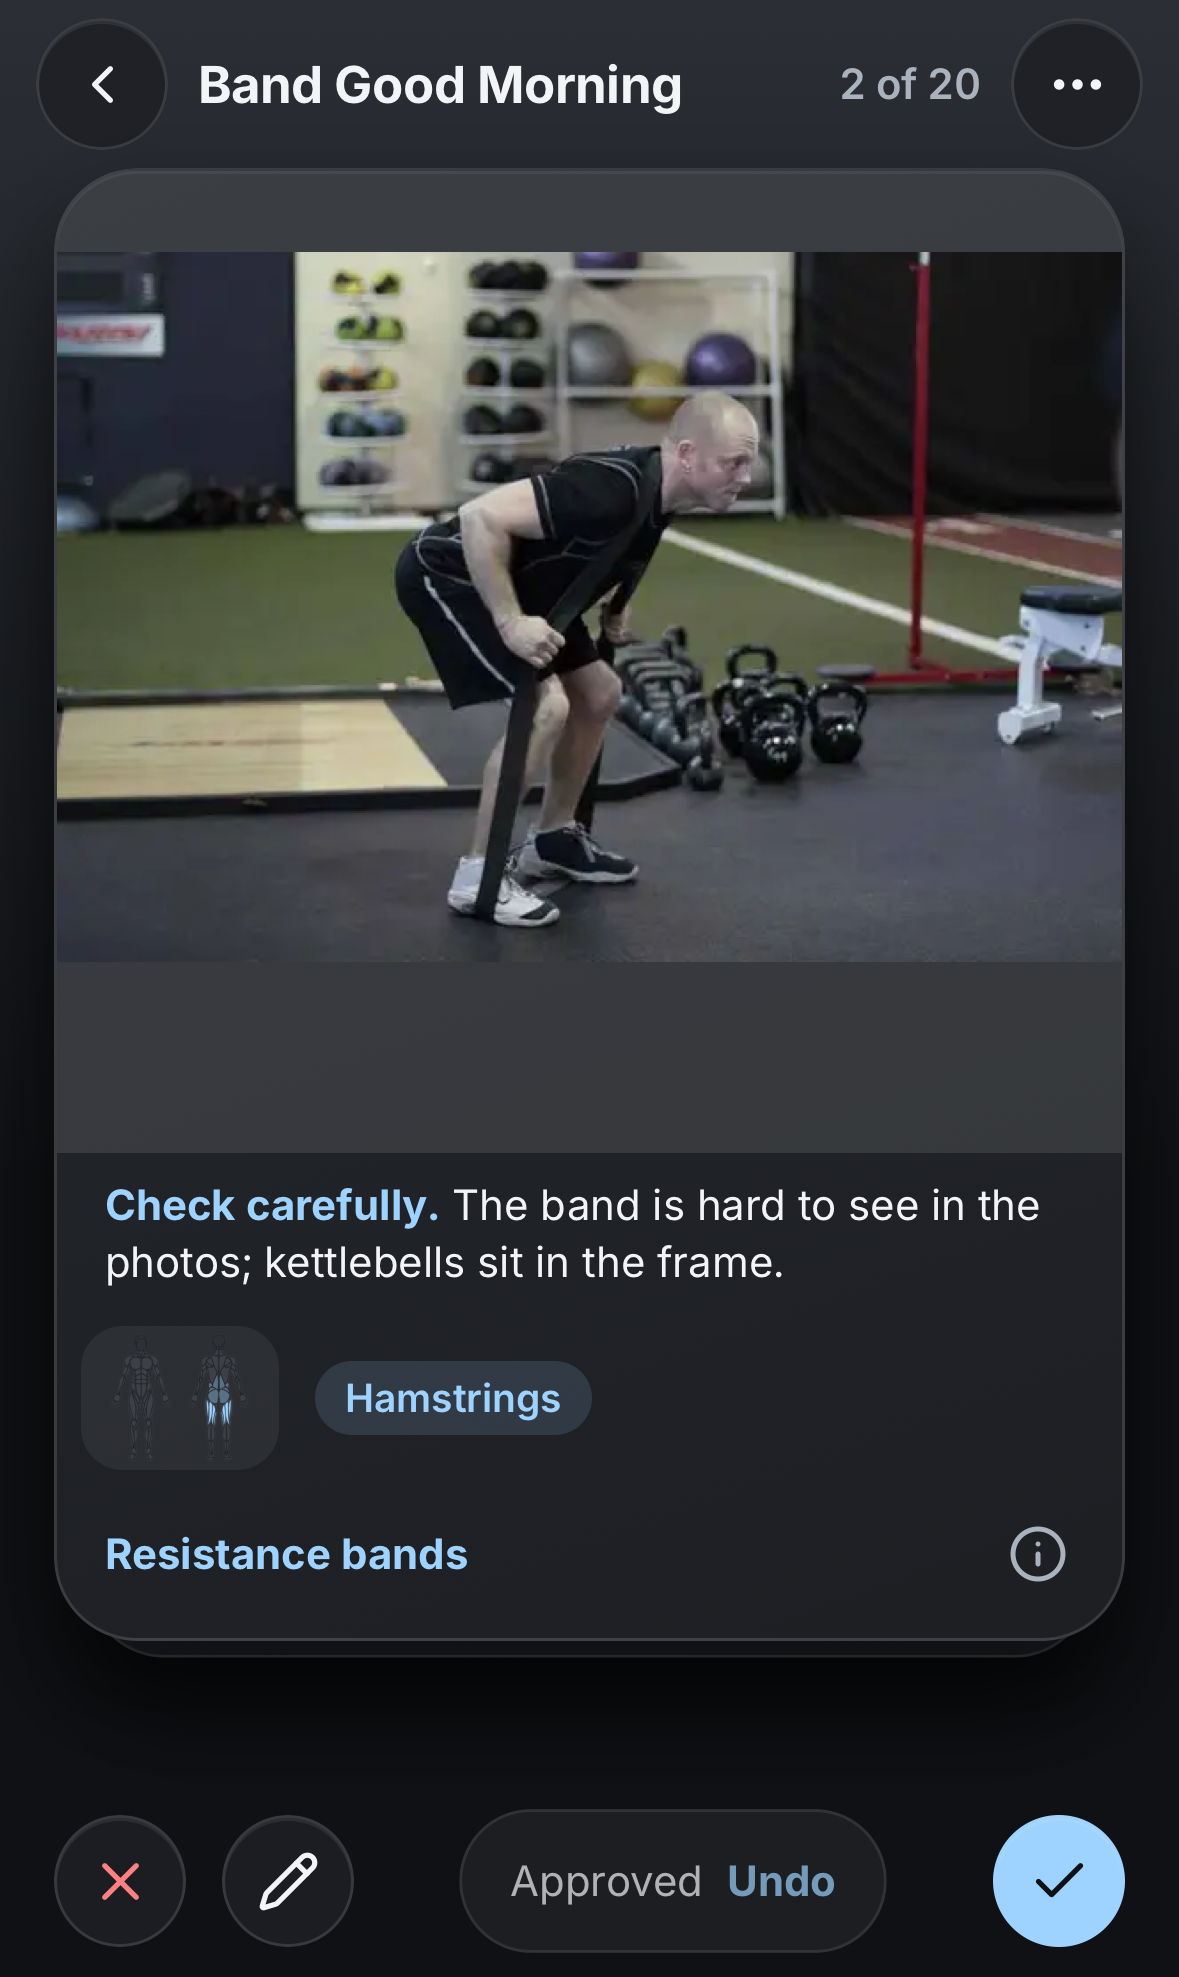 Band Good Morning
2 of 20
Check carefully. The band is hard to see in the
photos; kettlebells sit in the frame.
Hamstrings
Resistance bands
Approved Undo